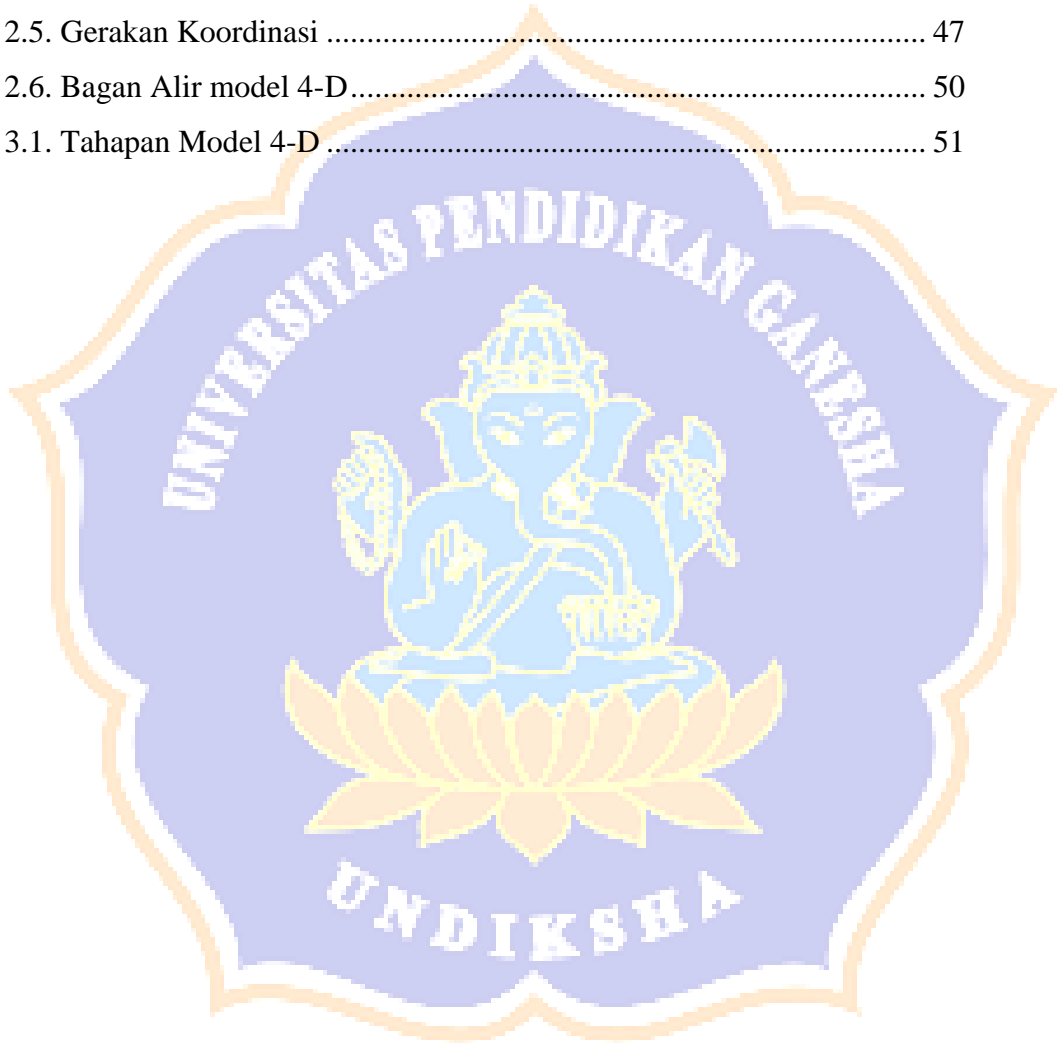 2.5. Gerakan Koordinasi .......................................................................... 47
2.6. Bagan Alir model 4-D ....................................................................... 50
3.1. Tahapan Model 4-D .......................................................................... 51
UNIVERSITAS PENDIDIKAN GANESHA
UNDIKSHA